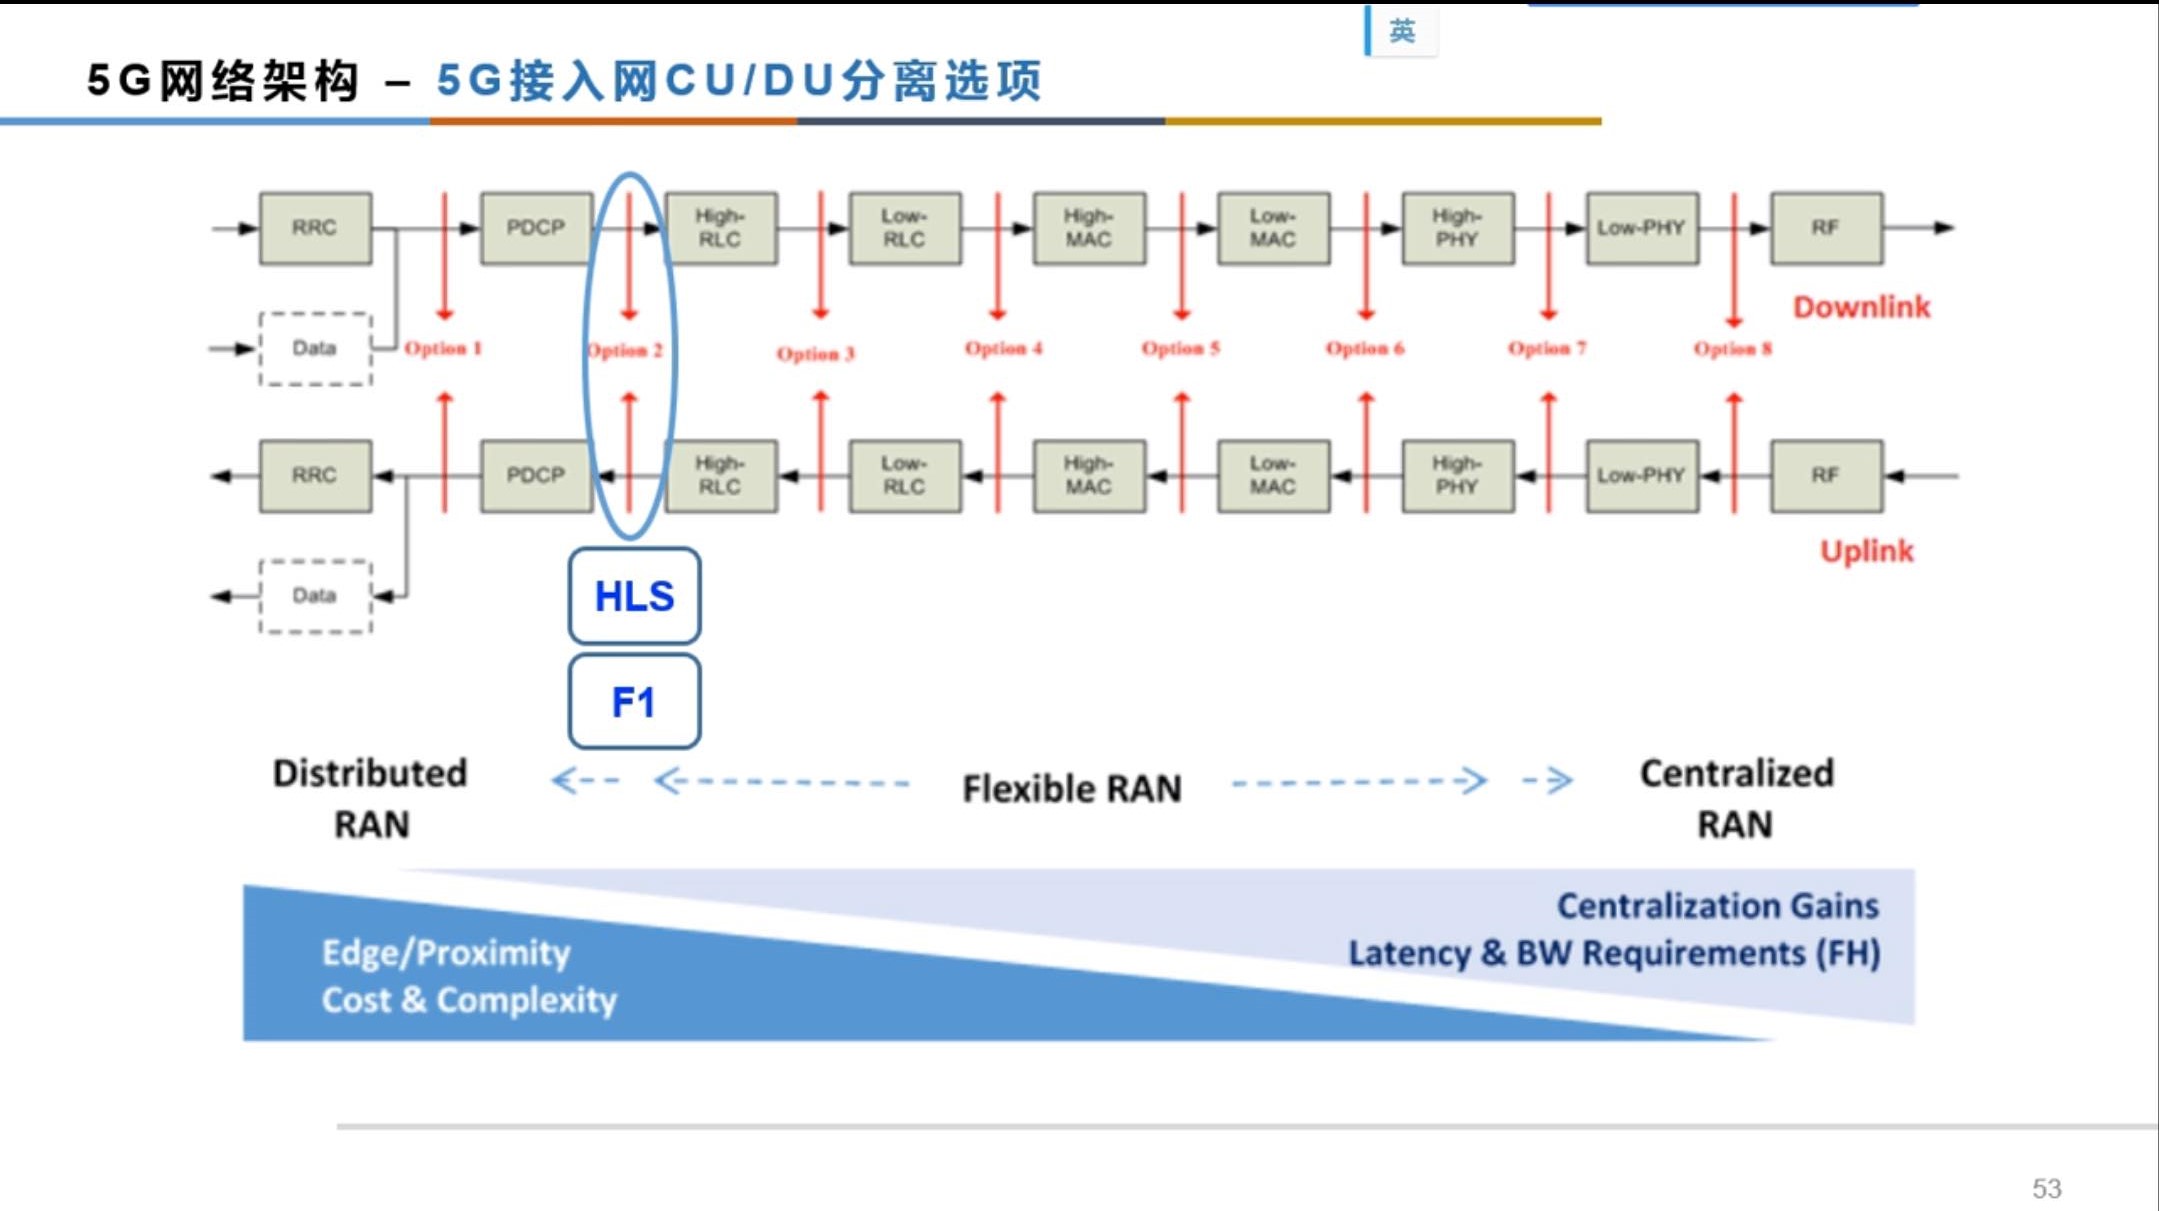 英
5G网络架构 – 5G接入网CU/DU分离选项
RRC
PDCP
High-
RLC
Low-
RLC
High-
MAC
Low-
MAC
High-
PHY
Low-PHY
RF
Downlink
Data
Option 1
Option 2
Option 3
Option 4
Option 5
Option 6
Option 7
Option 8
RRC
PDCP
High-
RLC
Low-
RLC
High-
MAC
Low-
MAC
High-
PHY
Low-PHY
RF
Uplink
Data
HLS
F1
Distributed
RAN
Flexible RAN
Centralized
RAN
Centralization Gains
Latency & BW Requirements (FH)
Edge/Proximity
Cost & Complexity
53